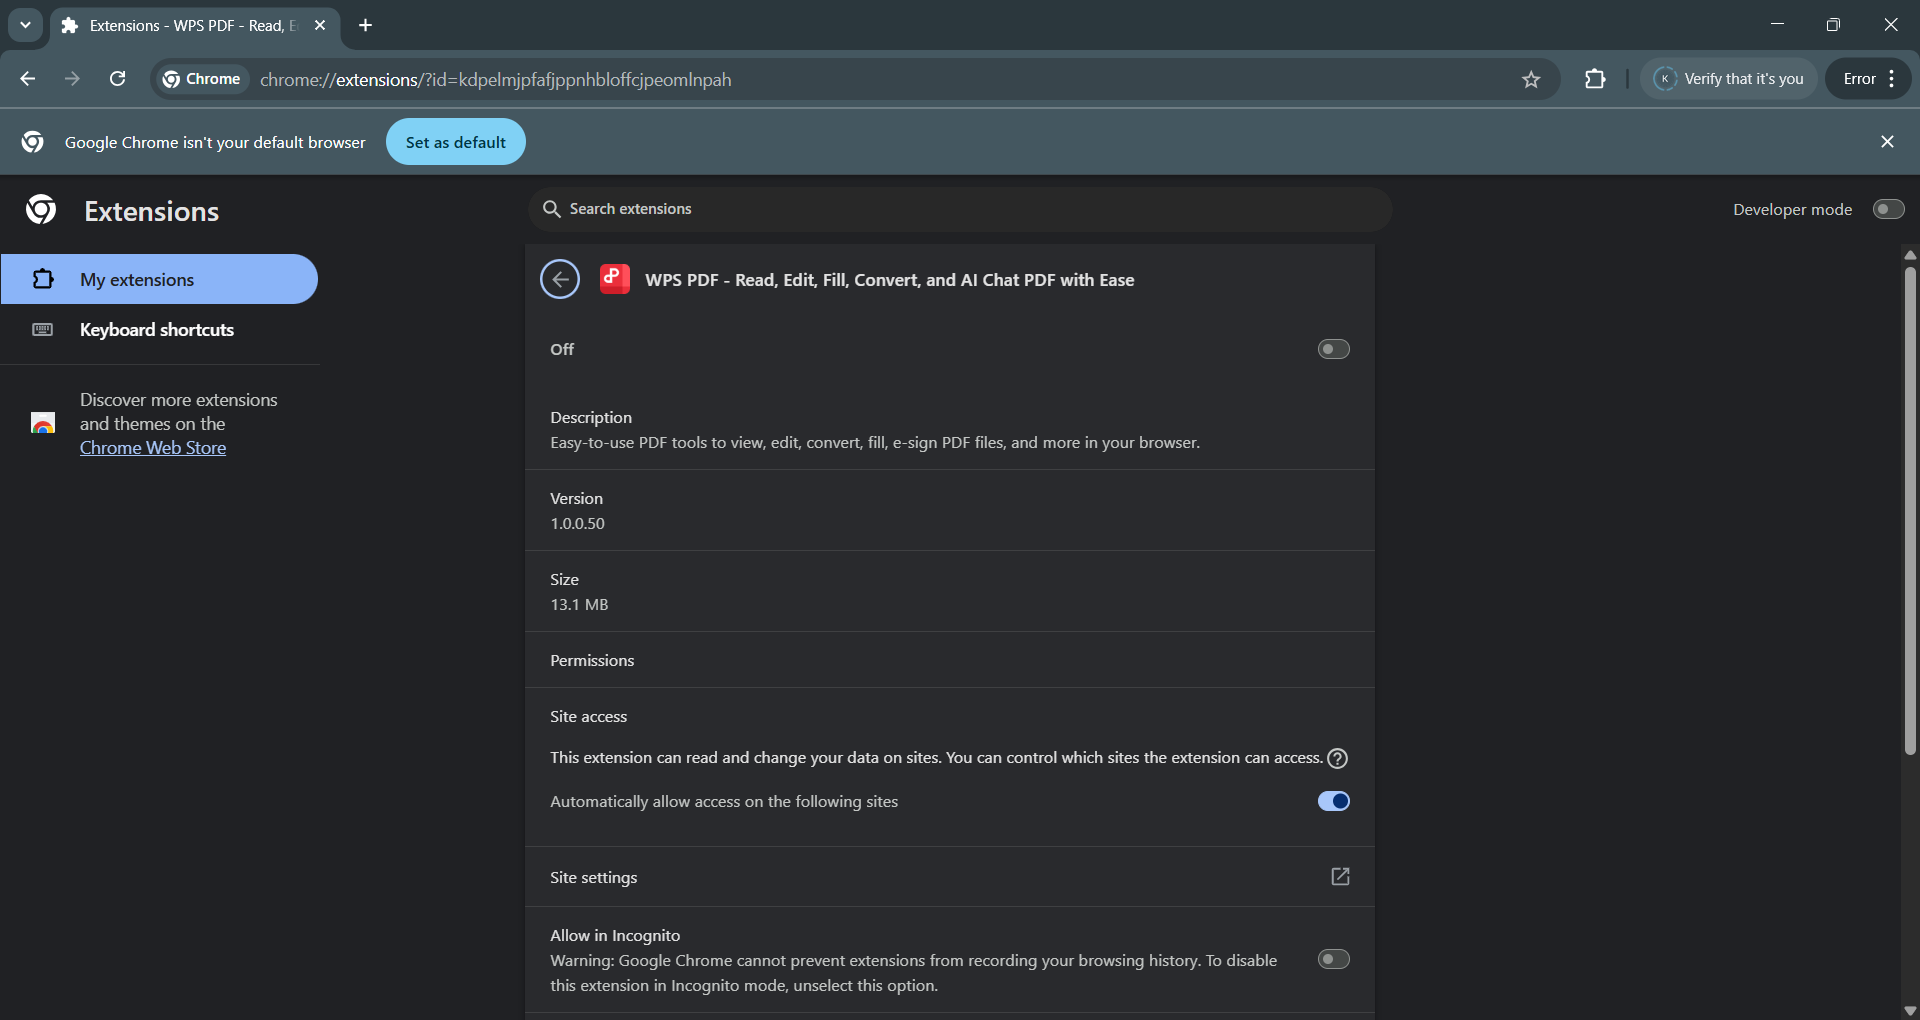 Extensions - WPS PDF - Read, E
Chrome
chrome://extensions/?id=kdpelmjpfafjppnhbloffcjpeomlnpah
K
Verify that it's you
Error
Google Chrome isn't your default browser
Set as default
Extensions
Search extensions
Developer mode
My extensions
Keyboard shortcuts
Discover more extensions
and themes on the
Chrome Web Store
WPS PDF - Read, Edit, Fill, Convert, and AI Chat PDF with Ease
Off
Description
Easy-to-use PDF tools to view, edit, convert, fill, e-sign PDF files, and more in your browser.
Version
1.0.0.50
Size
13.1 MB
Permissions
Site access
This extension can read and change your data on sites. You can control which sites the extension can access.
Automatically allow access on the following sites
Site settings
Allow in Incognito
Warning: Google Chrome cannot prevent extensions from recording your browsing history. To disable
this extension in Incognito mode, unselect this option.